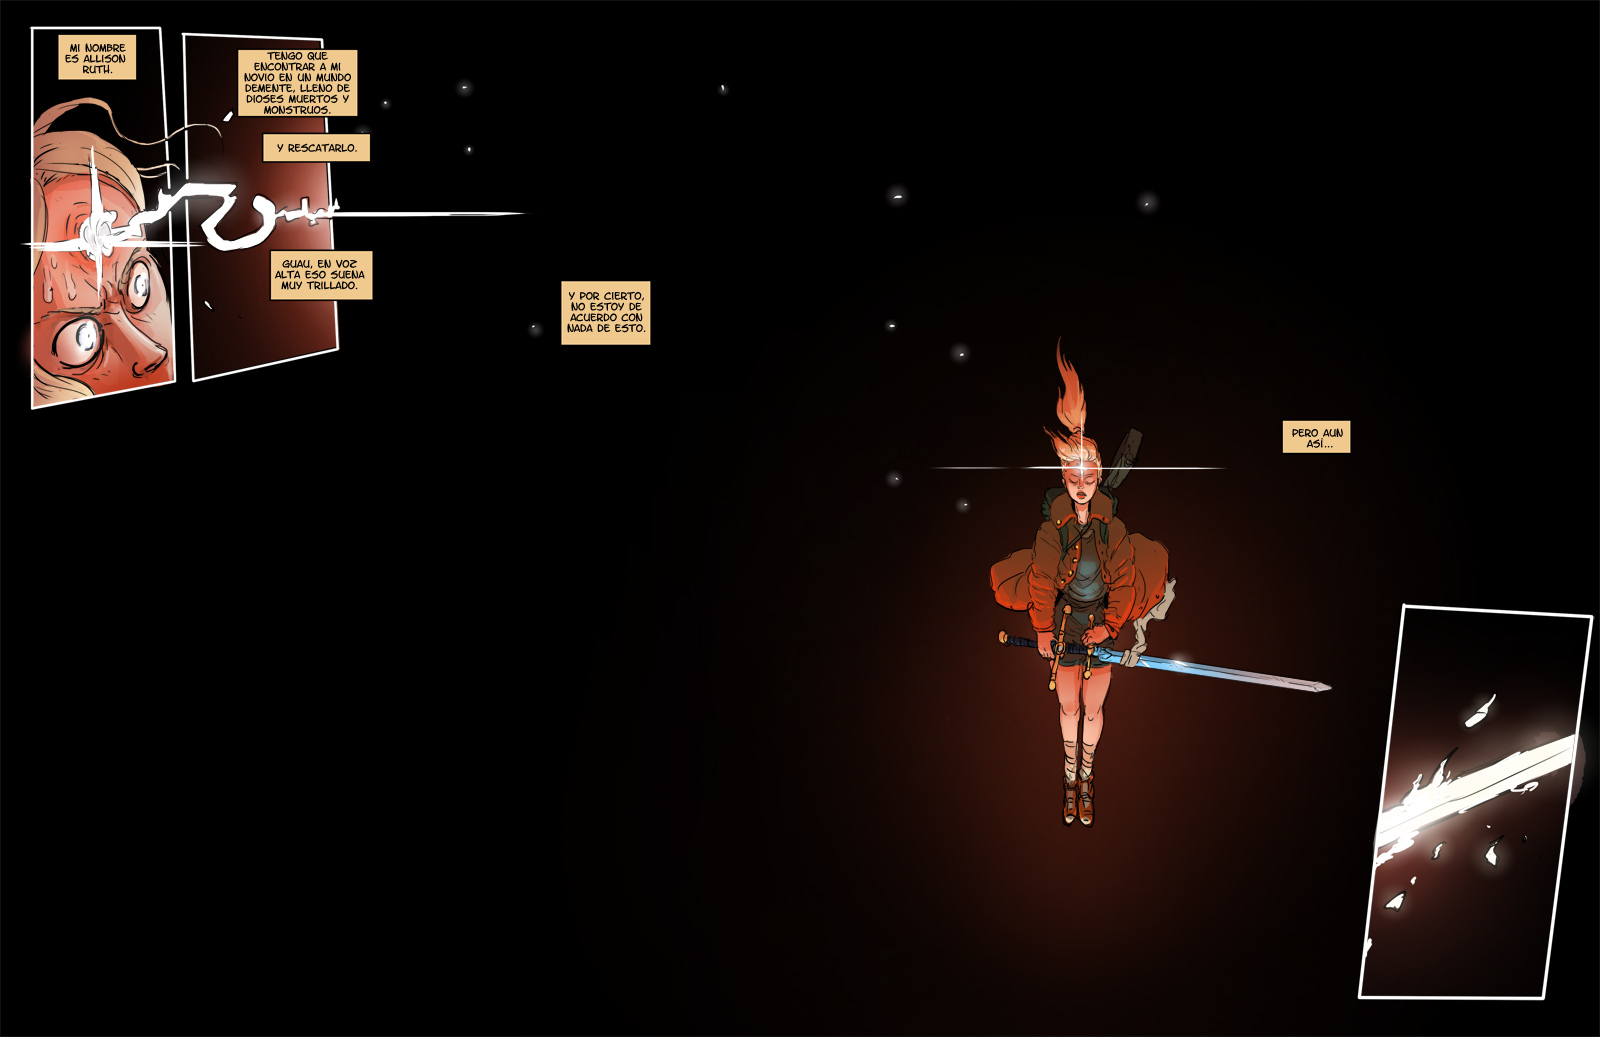 MI NOMBRE
ES ALLISON
RUTH.
TENGO QUE
ENCONTRAR A MI
NOVIO EN UN MUNDO
DEMENTE, LLENO DE
DIOSES MUERTOS Y
MONSTRUOS.
Y RESCATARLO.
GUAU, EN VOZ
ALTA ESO SUENA
MUY TRILLADO.
Y POR CIERTO,
NO ESTOY DE
ACUERDO CON
NADA DE ESTO.
PERO AUN
ASÍ...